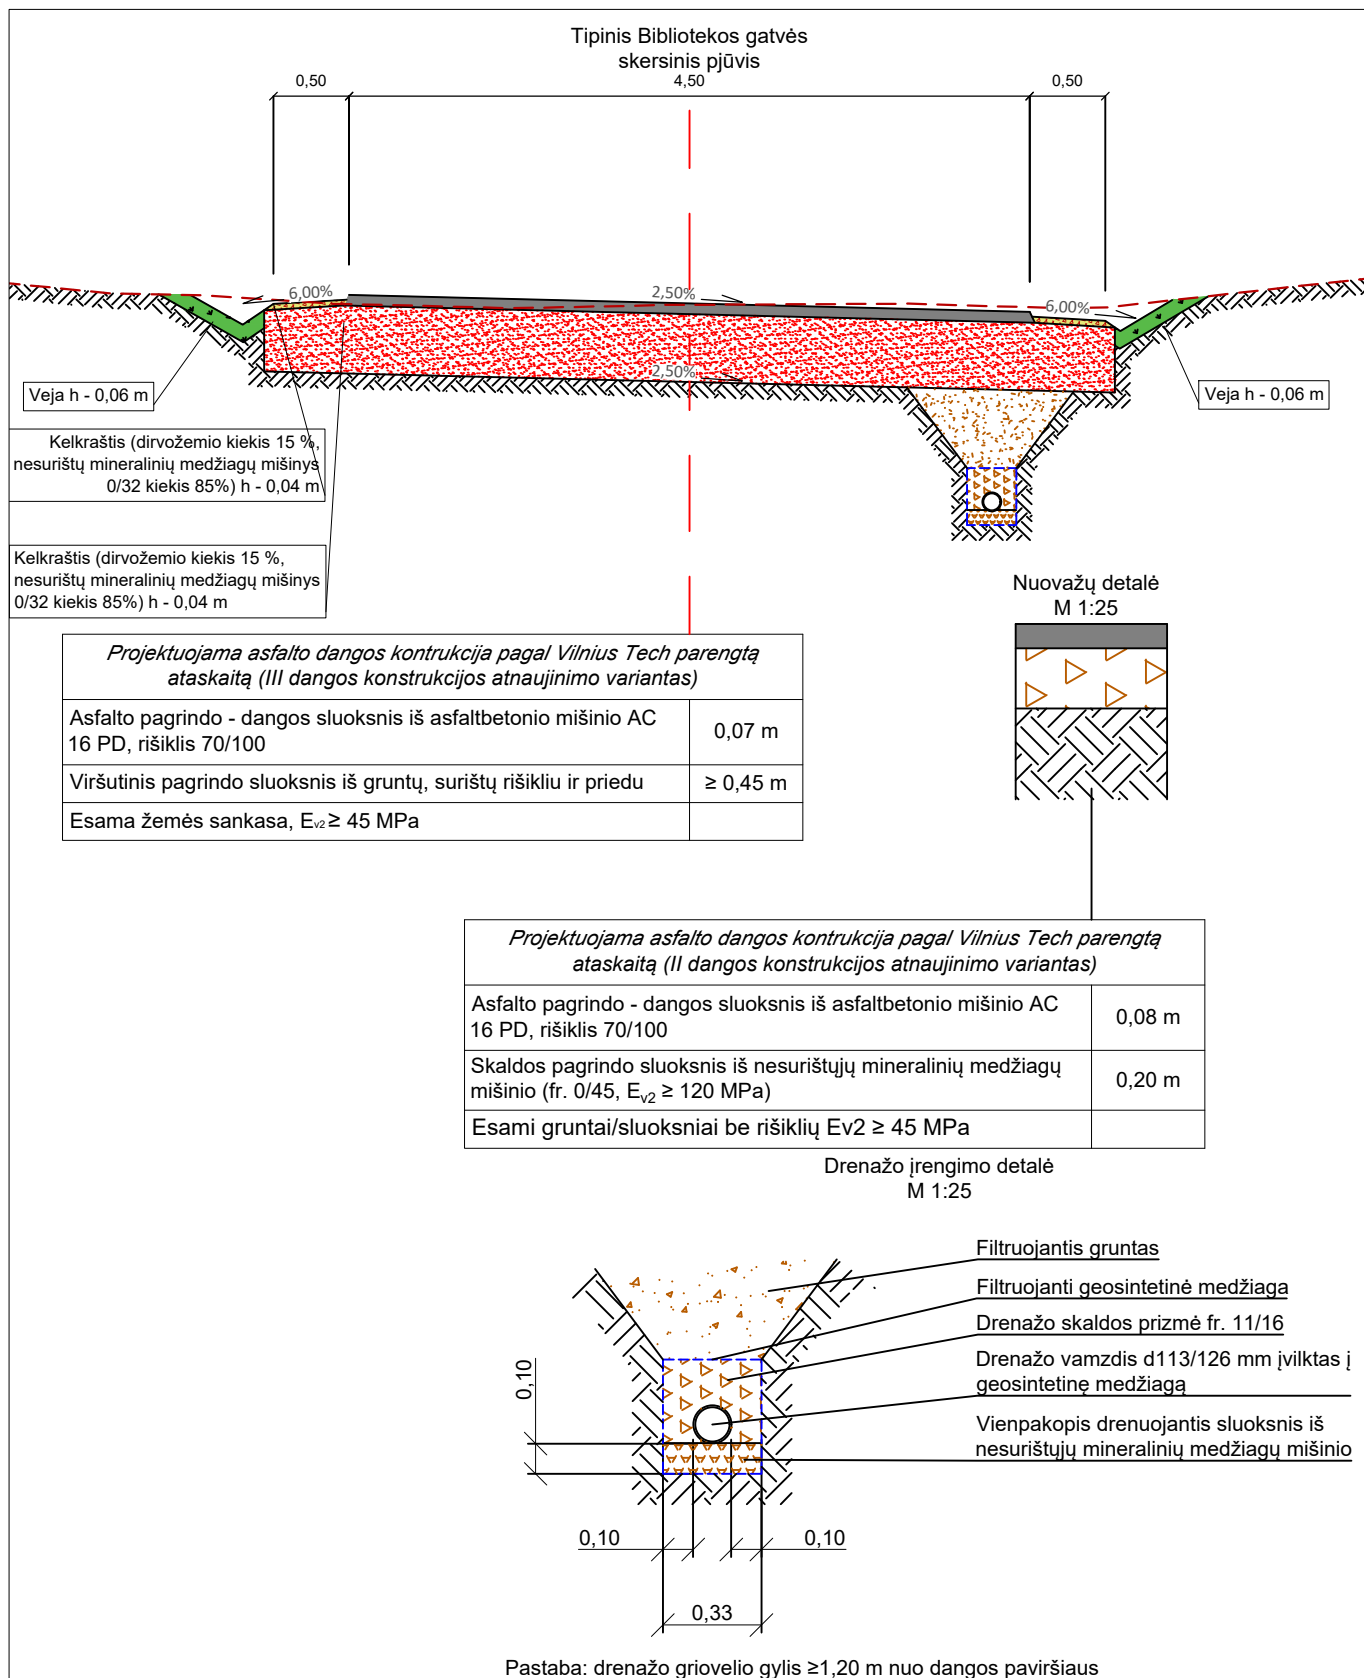 Tipinis Bibliotekos gatvės
skersinis pjūvis
0,50
4,50
0,50
6,00%
2,50%
6,00%
2,50%
Veja h - 0,06 m
Veja h - 0,06 m
Kelkraštis (dirvožemio kiekis 15 %,
nesurištų mineralinių medžiagų mišinys
0/32 kiekis 85%) h - 0,04 m
Kelkraštis (dirvožemio kiekis 15 %,
nesurištų mineralinių medžiagų mišinys
0/32 kiekis 85%) h - 0,04 m
Nuovažų detalė
M 1:25
Projektuojama asfalto dangos kontrukcija pagal Vilnius Tech parengtą
ataskaitą (III dangos konstrukcijos atnaujinimo variantas)
Asfalto pagrindo - dangos sluoksnis iš asfaltbetonio mišinio AC
16 PD, rišiklis 70/100
0,07 m
Viršutinis pagrindo sluoksnis iš gruntų, surištų rišikliu ir priedu
≥ 0,45 m
Esama žemės sankasa, Ev2 ≥ 45 MPa
Projektuojama asfalto dangos kontrukcija pagal Vilnius Tech parengtą
ataskaitą (II dangos konstrukcijos atnaujinimo variantas)
Asfalto pagrindo - dangos sluoksnis iš asfaltbetonio mišinio AC
16 PD, rišiklis 70/100
0,08 m
Skaldos pagrindo sluoksnis iš nesurištųjų mineralinių medžiagų
mišinio (fr. 0/45, Ev2 ≥ 120 MPa)
0,20 m
Esami gruntai/sluoksniai be rišiklių Ev2 ≥ 45 MPa
Drenažo įrengimo detalė
M 1:25
Filtruojantis gruntas
Filtruojanti geosintetinė medžiaga
Drenažo skaldos prizmė fr. 11/16
Drenažo vamzdis d113/126 mm įvilktas į
geosintetinę medžiagą
Vienpakopis drenuojantis sluoksnis iš
nesurištųjų mineralinių medžiagų mišinio
0,10
0,10
0,10
0,33
Pastaba: drenažo griovelio gylis ≥1,20 m nuo dangos paviršiaus